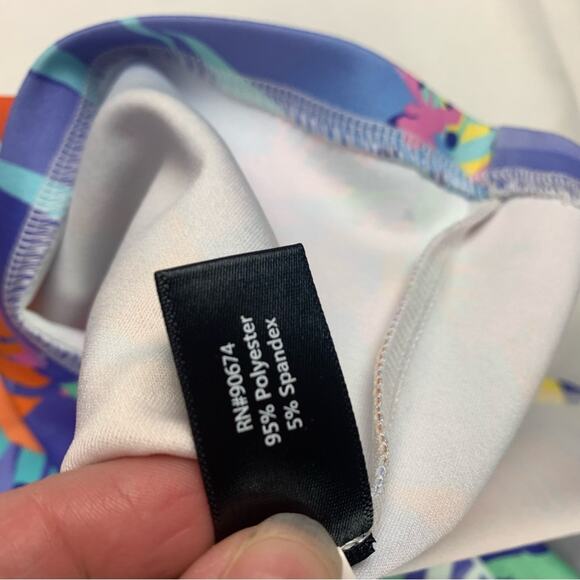 RN#90674
95% Polyester
5% Spandex